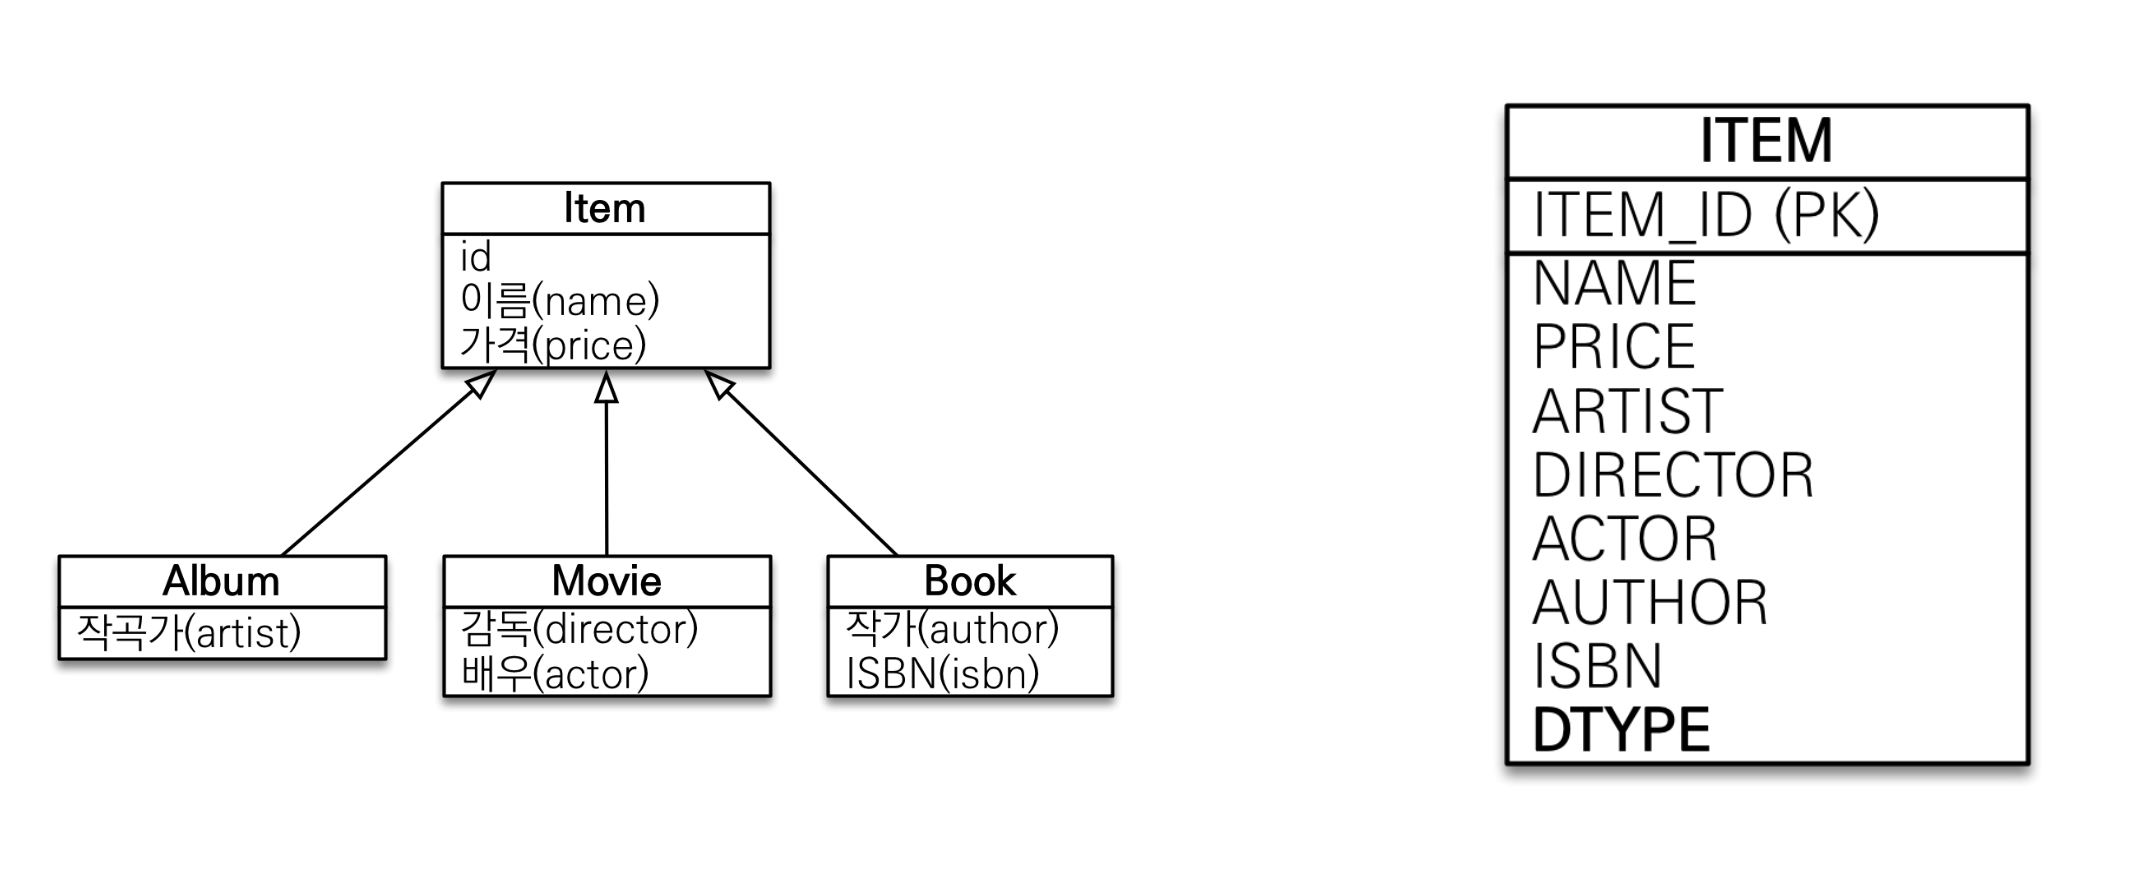 Item
id
이름(name)
가격(price)
Album
작곡가(artist)
Movie
감독(director)
배우(actor)
Book
작가(author)
ISBN(isbn)
ITEM
ITEM_ID (PK)
NAME
PRICE
ARTIST
DIRECTOR
ACTOR
AUTHOR
ISBN
DTYPE